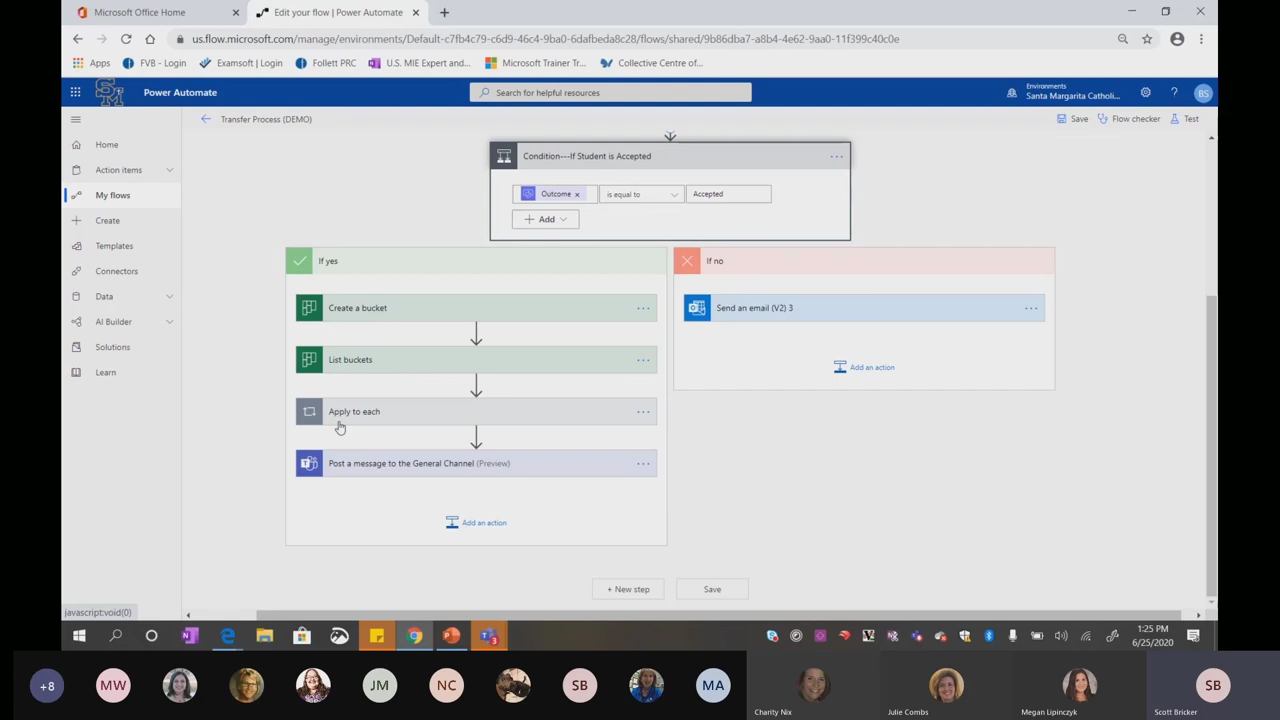 Microsoft Office Home
Edit your flow | Power Automate
us.flow.microsoft.com/manage/environments/Default-c7fb4c79-c6d9-46c4-9ba0-6dafbeda8c28/flows/shared/9b86dba7-a8b4-4e62-9aa0-11f399c40c0e
Apps
FVB - Login
Examsoft | Login
Follett PRC
U.S. MIE Expert and...
Microsoft Trainer Tr...
Collective Centre of...
SM
Power Automate
Search for helpful resources
Environments
Santa Margarita Catholi...
BS
Transfer Process (DEMO)
Save
Flow checker
Test
Home
Action items
My flows
Create
Templates
Connectors
Data
AI Builder
Solutions
Learn
Condition---If Student is Accepted
Outcome x
is equal to
Accepted
+ Add
If yes
If no
Create a bucket
Send an email (V2) 3
List buckets
Add an action
Apply to each
Post a message to the General Channel (Preview)
Add an action
+ New step
Save
javascript:void(0)
1:25 PM
6/25/2020
+8
MW
JM
NC
SB
MA
Charity Nix
Julie Combs
Megan Lipinczyk
SB
Scott Bricker